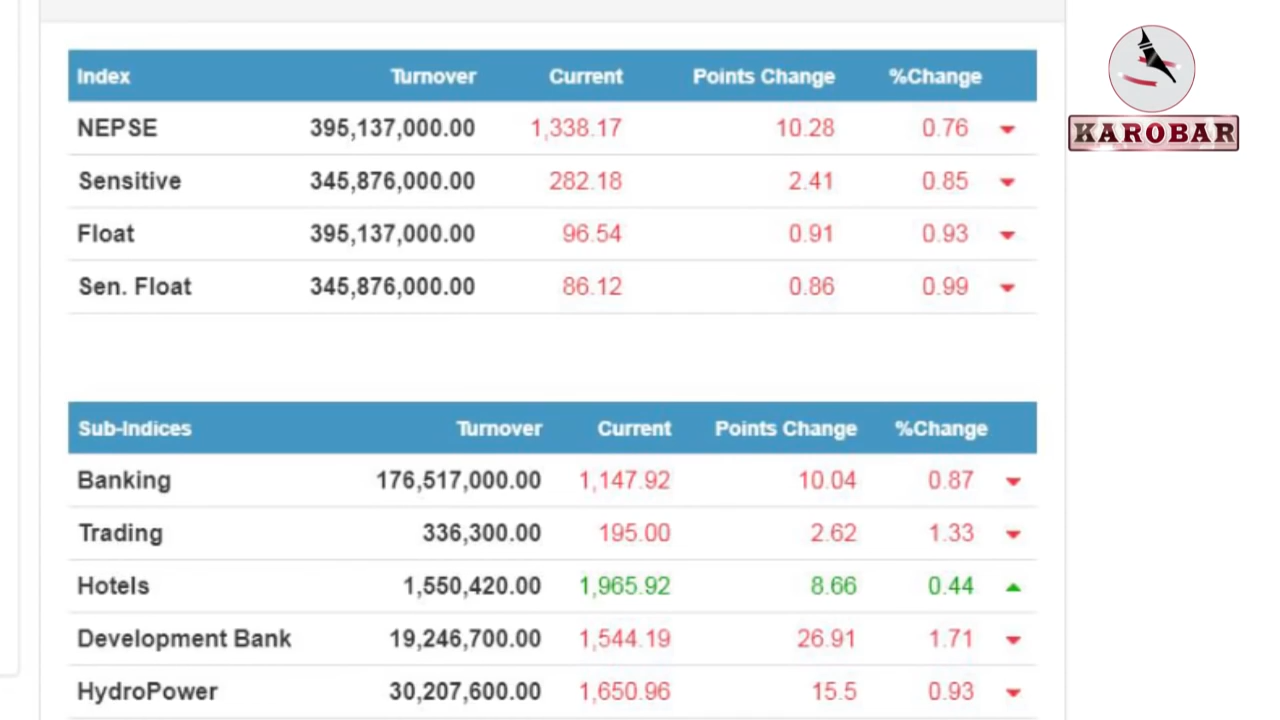 Index Turnover Current Points Change %Change
NEPSE 395,137,000.00 1,338.17 10.28 0.76
Sensitive 345,876,000.00 282.18 2.41 0.85
Float 395,137,000.00 96.54 0.91 0.93
Sen. Float 345,876,000.00 86.12 0.86 0.99
KAROBAR
Sub-Indices Turnover Current Points Change %Change
Banking 176,517,000.00 1,147.92 10.04 0.87
Trading 336,300.00 195.00 2.62 1.33
Hotels 1,550,420.00 1,965.92 8.66 0.44
Development Bank 19,246,700.00 1,544.19 26.91 1.71
HydroPower 30,207,600.00 1,650.96 15.5 0.93